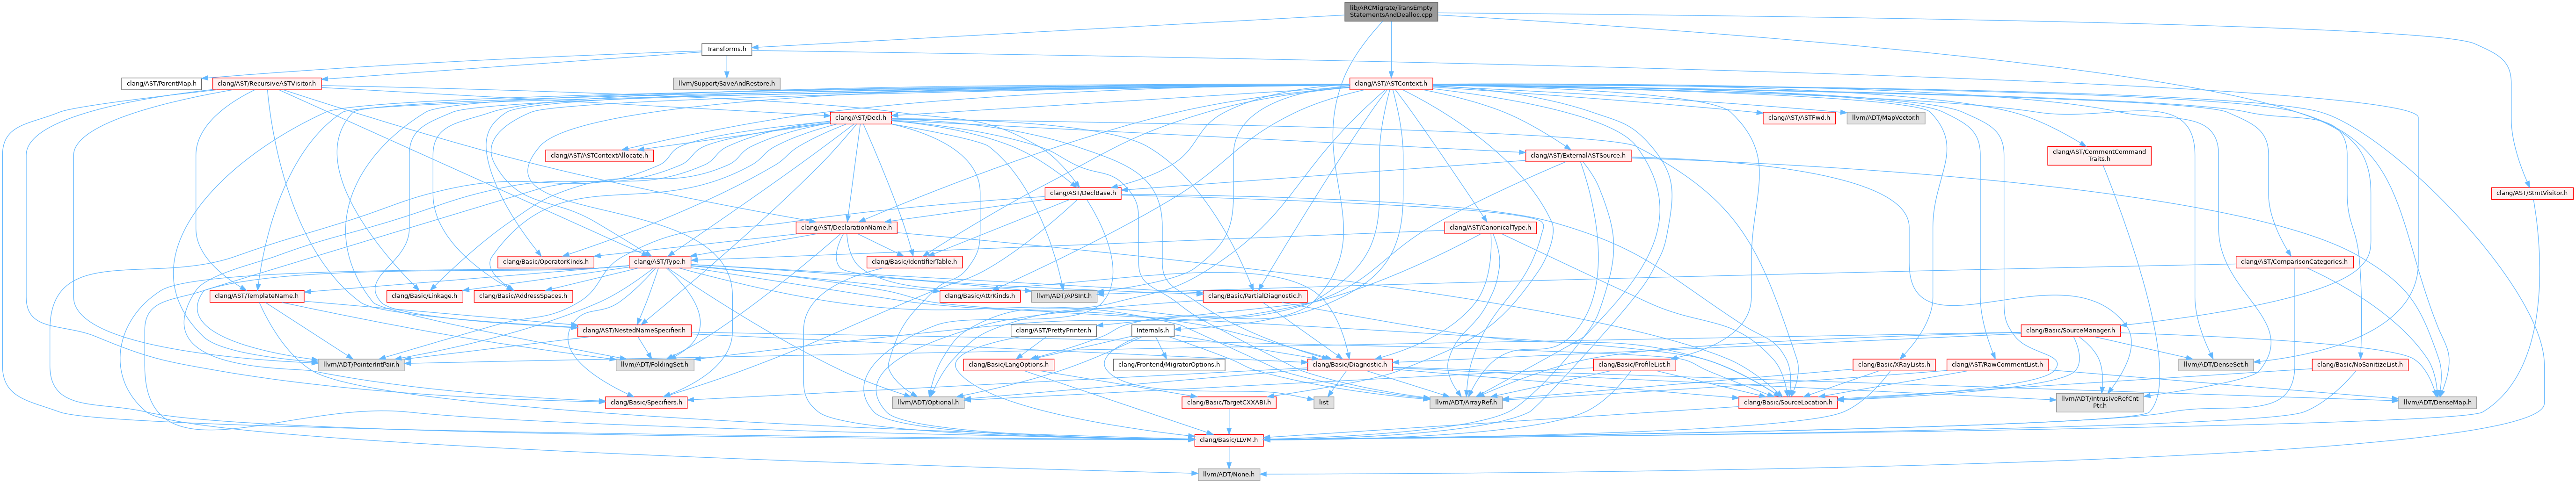 lib/ARCMigrate/TransEmpty
StatementsAndDealloc.cpp
Transforms.h
clang/AST/ParentMap.h
clang/AST/RecursiveASTVisitor.h
llvm/Support/SaveAndRestore.h
clang/AST/ASTContext.h
clang/AST/Decl.h
clang/AST/ASTFwd.h
llvm/ADT/MapVector.h
clang/AST/ASTContextAllocate.h
clang/AST/ExternalASTSource.h
clang/AST/CommentCommand
Traits.h
clang/AST/DeclBase.h
clang/AST/StmtVisitor.h
clang/AST/DeclarationName.h
clang/AST/CanonicalType.h
clang/Basic/OperatorKinds.h
clang/AST/Type.h
clang/Basic/IdentifierTable.h
clang/AST/ComparisonCategories.h
clang/AST/TemplateName.h
clang/Basic/Linkage.h
clang/Basic/AddressSpaces.h
clang/Basic/AttrKinds.h
llvm/ADT/APSInt.h
clang/Basic/PartialDiagnostic.h
clang/AST/NestedNameSpecifier.h
clang/AST/PrettyPrinter.h
Internals.h
clang/Basic/SourceManager.h
llvm/ADT/PointerIntPair.h
llvm/ADT/FoldingSet.h
clang/Basic/LangOptions.h
clang/Frontend/MigratorOptions.h
clang/Basic/Diagnostic.h
clang/Basic/ProfileList.h
clang/Basic/XRayLists.h
clang/AST/RawCommentList.h
llvm/ADT/DenseSet.h
clang/Basic/NoSanitizeList.h
clang/Basic/Specifiers.h
llvm/ADT/Optional.h
clang/Basic/TargetCXXABI.h
list
llvm/ADT/ArrayRef.h
clang/Basic/SourceLocation.h
llvm/ADT/IntrusiveRefCnt
Ptr.h
llvm/ADT/DenseMap.h
clang/Basic/LLVM.h
llvm/ADT/None.h